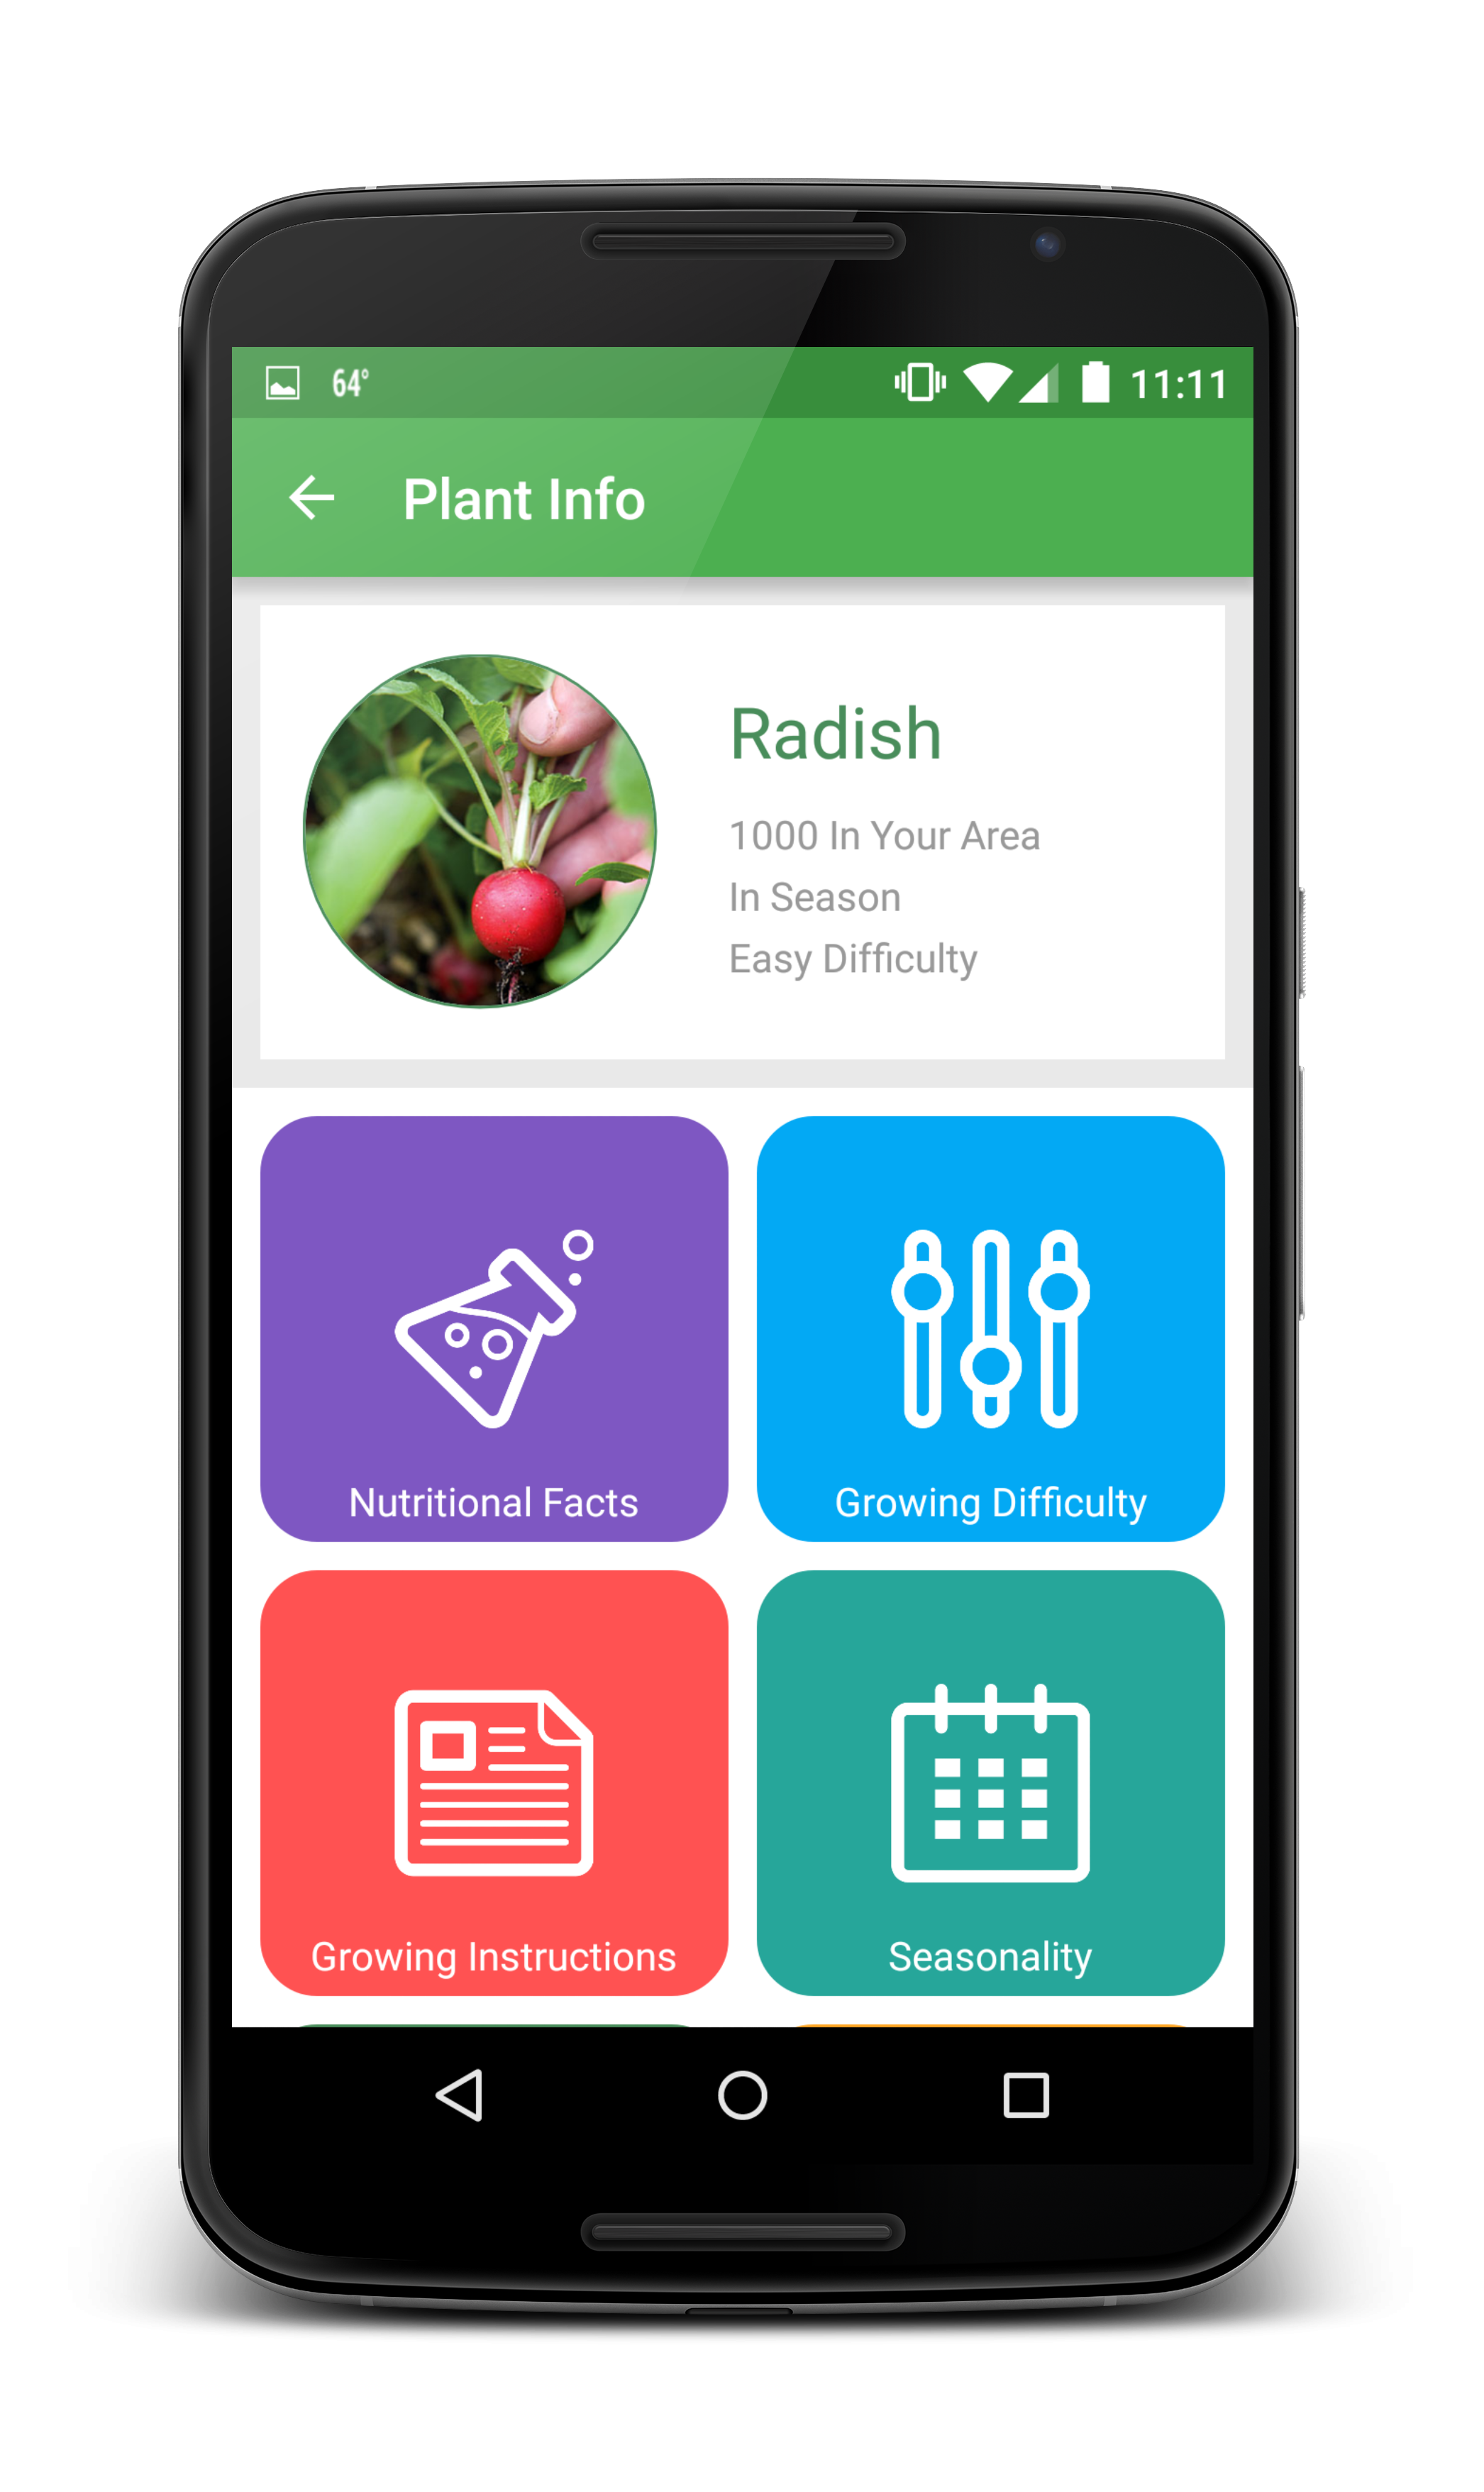 64° 11:11
Plant Info
Radish
1000 In Your Area
In Season
Easy Difficulty
Nutritional Facts
Growing Difficulty
Growing Instructions
Seasonality